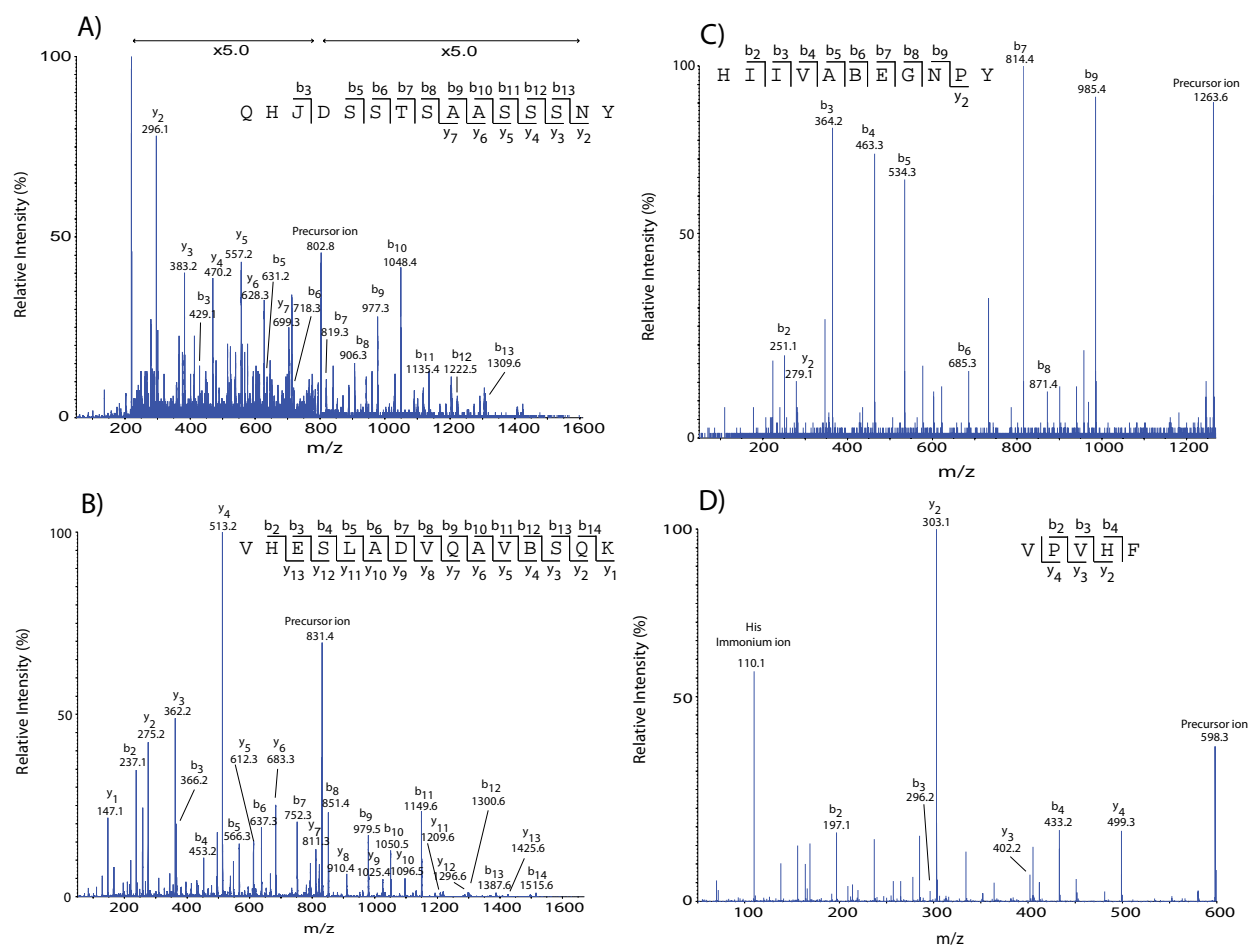 A)
x5.0 x5.0
100
50
0
Relative Intensity (%)
b3 b5 b6 b7 b8 b9 b10 b11 b12 b13
Q H J D S S T S A A S S S N Y
y7 y6 y5 y4 y3 y2
y2
296.1
y3
383.2
b3
429.1
y4
470.2
y5
557.2
y6
628.3
b5
631.2
y7
699.3
b6
718.3
Precursor ion
802.8
b7
819.3
b8
906.3
b9
977.3
b10
1048.4
b11
1135.4
b12
1222.5
b13
1309.6
200 400 600 800 1000 1200 1400 1600
m/z
C)
b2 b3 b4 b5 b6 b7 b8 b9
H I I V A B E G N P Y
y2
100
50
0
Relative Intensity (%)
b2
251.1
y2
279.1
b3
364.2
b4
463.3
b5
534.3
b6
685.3
b7
814.4
b8
871.4
b9
985.4
Precursor ion
1263.6
200 400 600 800 1000 1200
m/z
B)
100
50
0
Relative Intensity (%)
b2 b3 b4 b5 b6 b7 b8 b9 b10 b11 b12 b13 b14
V H E S L A D V Q A V B S Q K
y13 y12 y11 y10 y9 y8 y7 y6 y5 y4 y3 y2 y1
y1
147.1
b2
237.1
y2
275.2
y3
362.2
b3
366.2
b4
453.2
y4
513.2
b5
566.3
y5
612.3
b6
637.3
y6
683.3
b7
752.3
y7
811.3
Precursor ion
831.4
b8
851.4
y8
910.4
b9
979.5
y9
1025.4
b10
1050.5
y10
1096.5
b11
1149.6
y11
1209.6
y12
1296.6
b12
1300.6
b13
1387.6
y13
1425.6
b14
1515.6
200 400 600 800 1000 1200 1400 1600
m/z
D)
b2 b3 b4
V P V H F
y4 y3 y2
100
50
0
Relative Intensity (%)
His
Immonium ion
110.1
b2
197.1
b3
296.2
y2
303.1
y3
402.2
b4
433.2
y4
499.3
Precursor ion
598.3
100 200 300 400 500 600
m/z